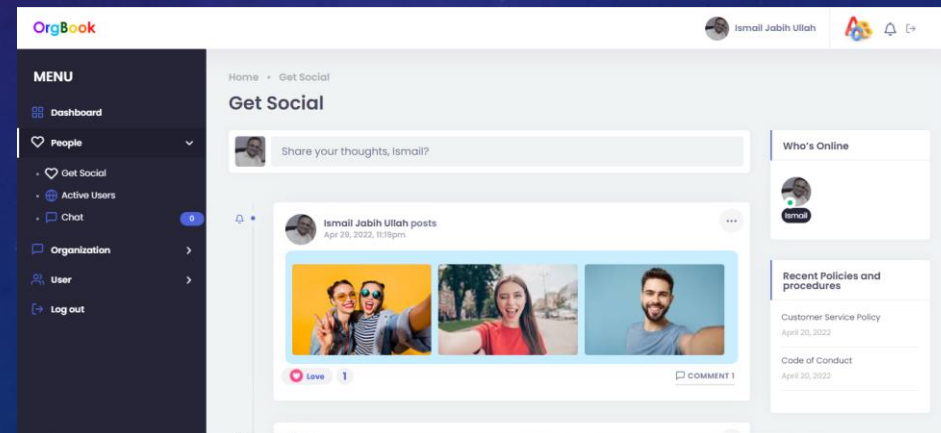 OrgBook
Ismail Jabih Ullah
MENU
Dashboard
People
Get Social
Active Users
Chat
0
Organization
User
Log out
Home • Get Social
Get Social
Share your thoughts, Ismail?
Ismail Jabih Ullah posts
Apr 29, 2022, 11:19pm
Love 1
COMMENT 1
Who's Online
Ismail
Recent Policies and
procedures
Customer Service Policy
April 20, 2022
Code of Conduct
April 20, 2022